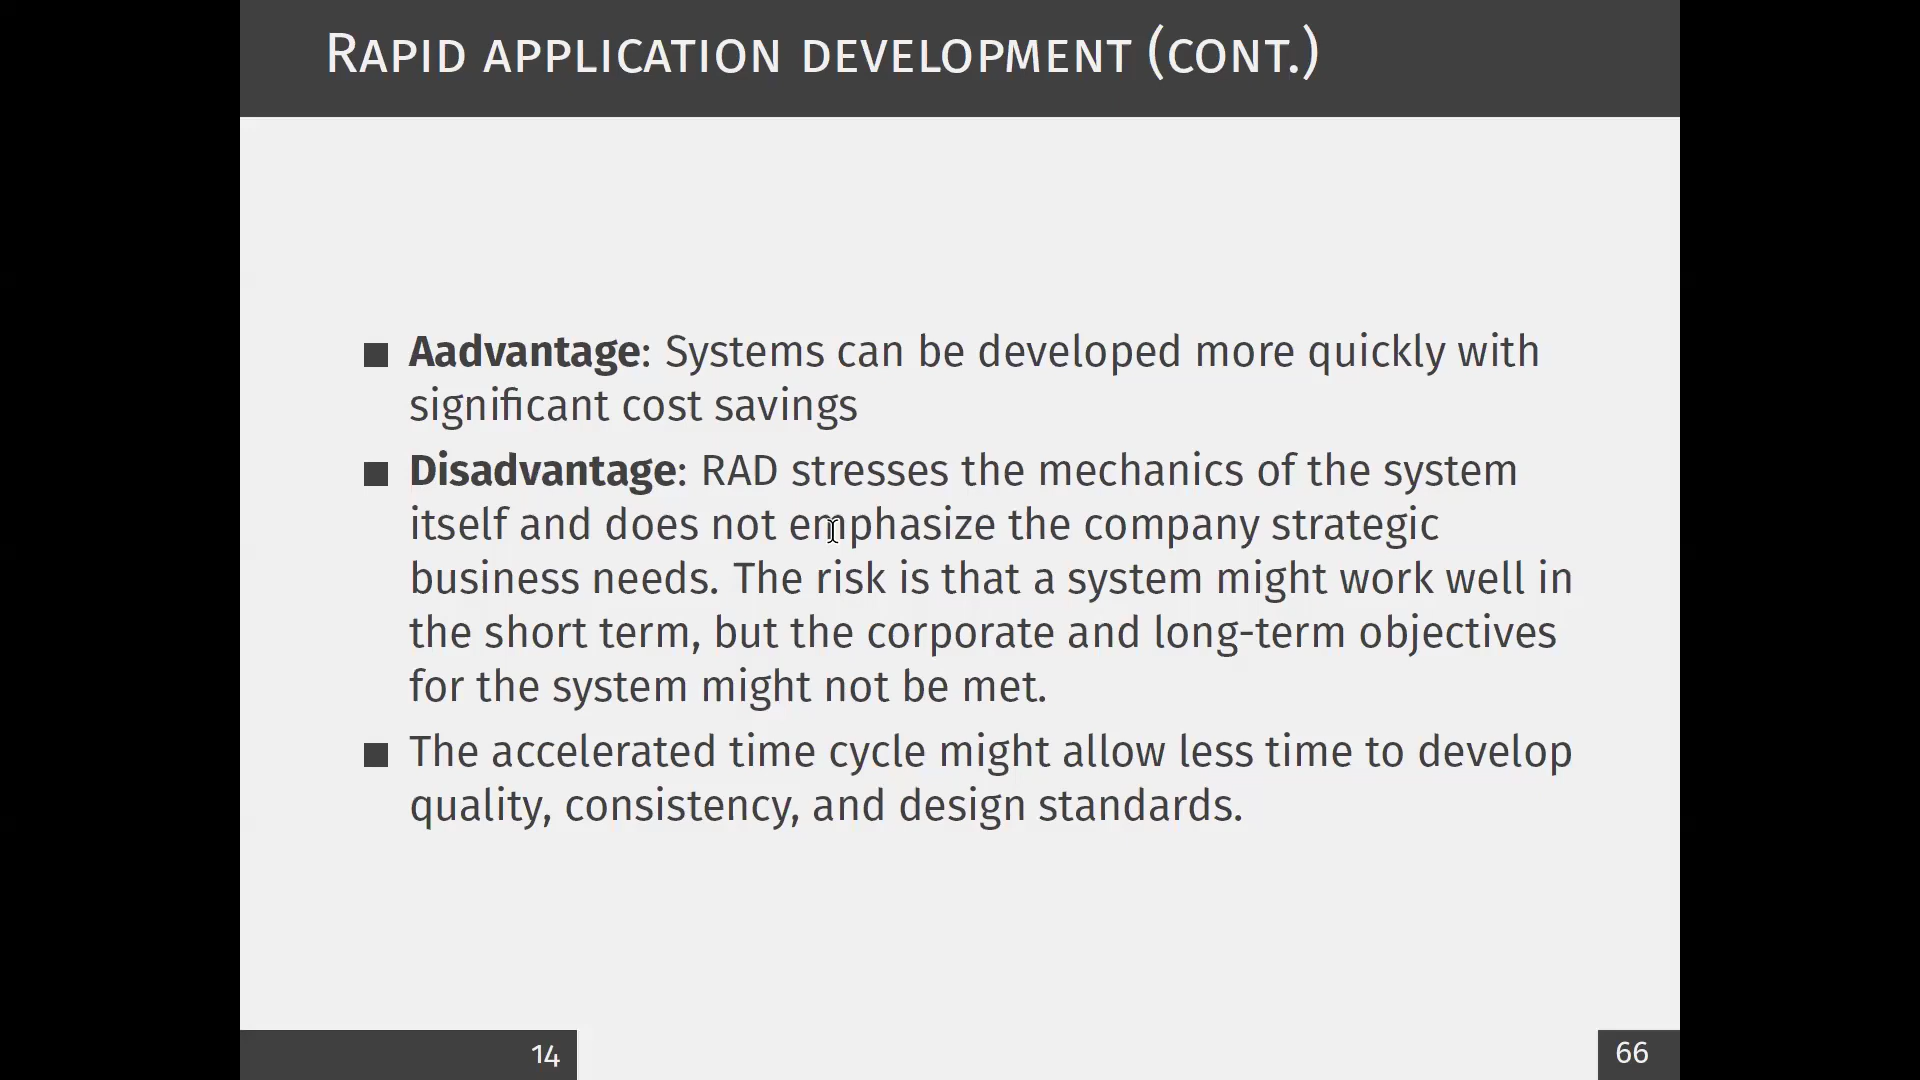 RAPID APPLICATION DEVELOPMENT (CONT.)
■ Aadvantage: Systems can be developed more quickly with
significant cost savings
■ Disadvantage: RAD stresses the mechanics of the system
itself and does not emphasize the company strategic
business needs. The risk is that a system might work well in
the short term, but the corporate and long-term objectives
for the system might not be met.
■ The accelerated time cycle might allow less time to develop
quality, consistency, and design standards.
14
66